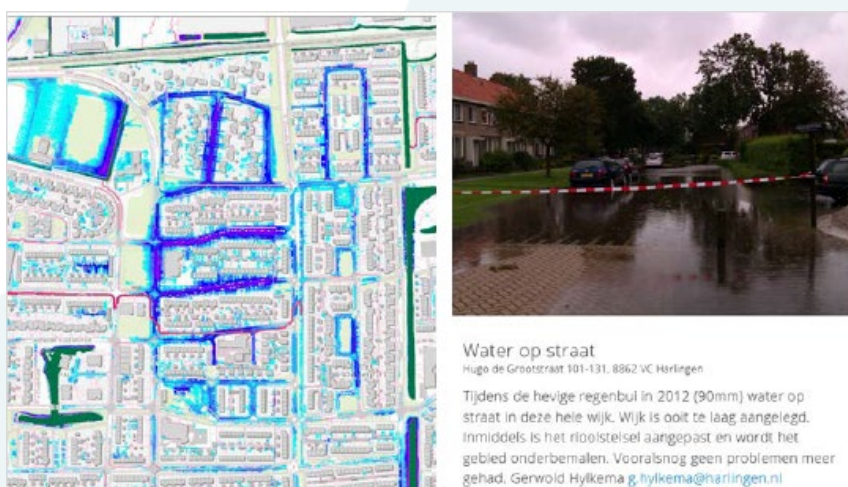 Water op straat
Hugo de Grootstraat 101-131, 8862 VC Harlingen
Tijdens de hevige regenbui in 2012 (90mm) water op
straat in deze hele wijk. Wijk is ooit te laag aangelegd.
Inmiddels is het rioolstelsel aangepast en wordt het
gebied onderbemalen. Vooralsnog geen problemen meer
gehad. Gerwold Hylkema g.hylkema@harlingen.nl